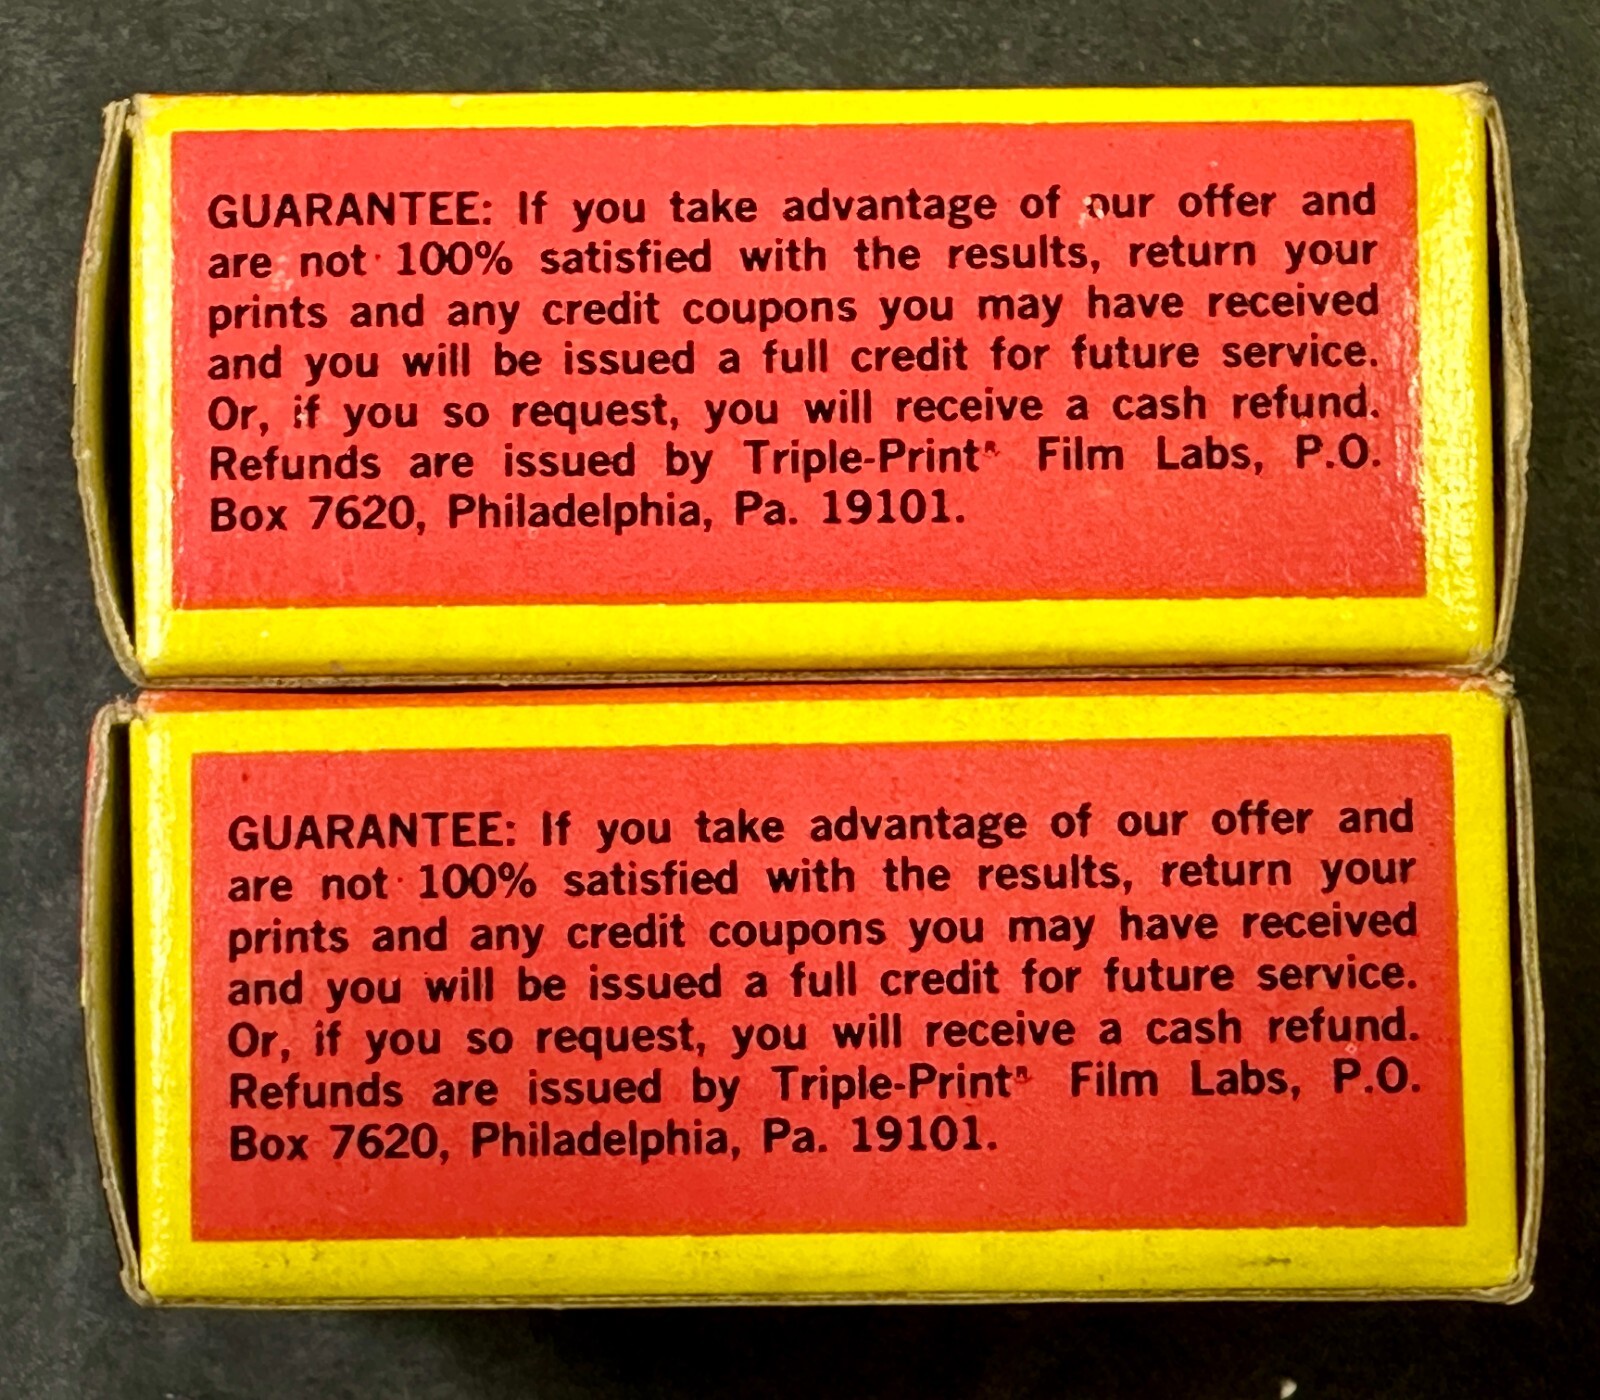 GUARANTEE: If you take advantage of our offer and
are not 100% satisfied with the results, return your
prints and any credit coupons you may have received
and you will be issued a full credit for future service.
Or, if you so request, you will receive a cash refund.
Refunds are issued by Triple-Print® Film Labs, P.O.
Box 7620, Philadelphia, Pa. 19101.
GUARANTEE: If you take advantage of our offer and
are not 100% satisfied with the results, return your
prints and any credit coupons you may have received
and you will be issued a full credit for future service.
Or, if you so request, you will receive a cash refund.
Refunds are issued by Triple-Print® Film Labs, P.O.
Box 7620, Philadelphia, Pa. 19101.